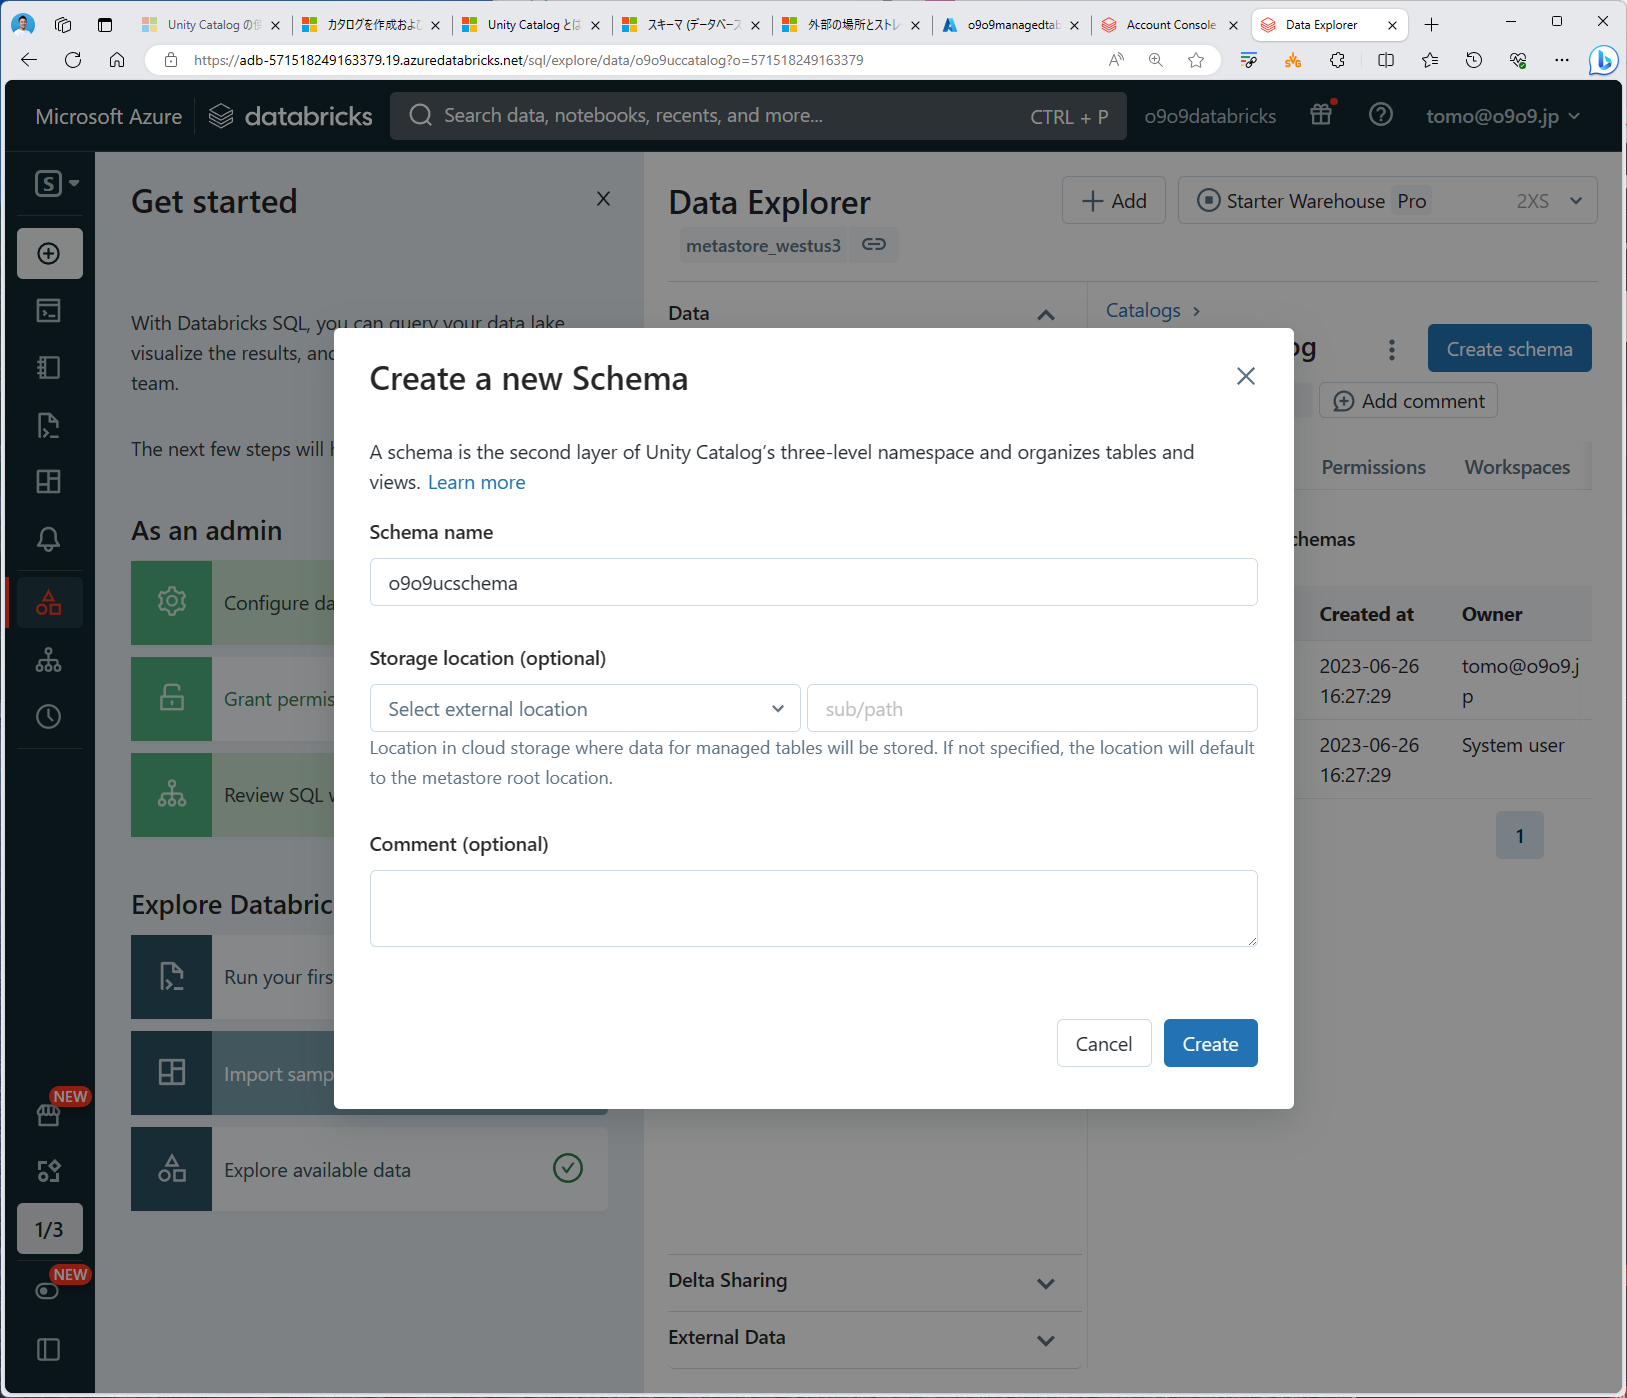 Unity Catalog の
カタログを作成およ
Unity Catalog とは
スキーマ (データベース
外部の場所とストレ
o9o9managedtab
Account Console
Data Explorer
https://adb-571518249163379.19.azuredatabricks.net/sql/explore/data/o9o9uccatalog?o=571518249163379
Microsoft Azure
databricks
Search data, notebooks, recents, and more...
CTRL + P
o9o9databricks
tomo@o9o9.jp
S
Get started
With Databricks SQL, you can query your data lake
visualize the results, and
team.
The next few steps will h
As an admin
Configure da
Grant permis
Review SQL w
Explore Databric
Run your firs
Import samp
Explore available data
NEW
1/3
NEW
Data Explorer
Add
Starter Warehouse
Pro
2XS
metastore_westus3
Data
Catalogs >
og
Create schema
Add comment
Permissions
Workspaces
chemas
Created at
Owner
2023-06-26
16:27:29
tomo@o9o9.j
p
2023-06-26
16:27:29
System user
1
Delta Sharing
External Data
Create a new Schema
A schema is the second layer of Unity Catalog’s three-level namespace and organizes tables and
views. Learn more
Schema name
o9o9ucschema
Storage location (optional)
Select external location
sub/path
Location in cloud storage where data for managed tables will be stored. If not specified, the location will default
to the metastore root location.
Comment (optional)
Cancel
Create